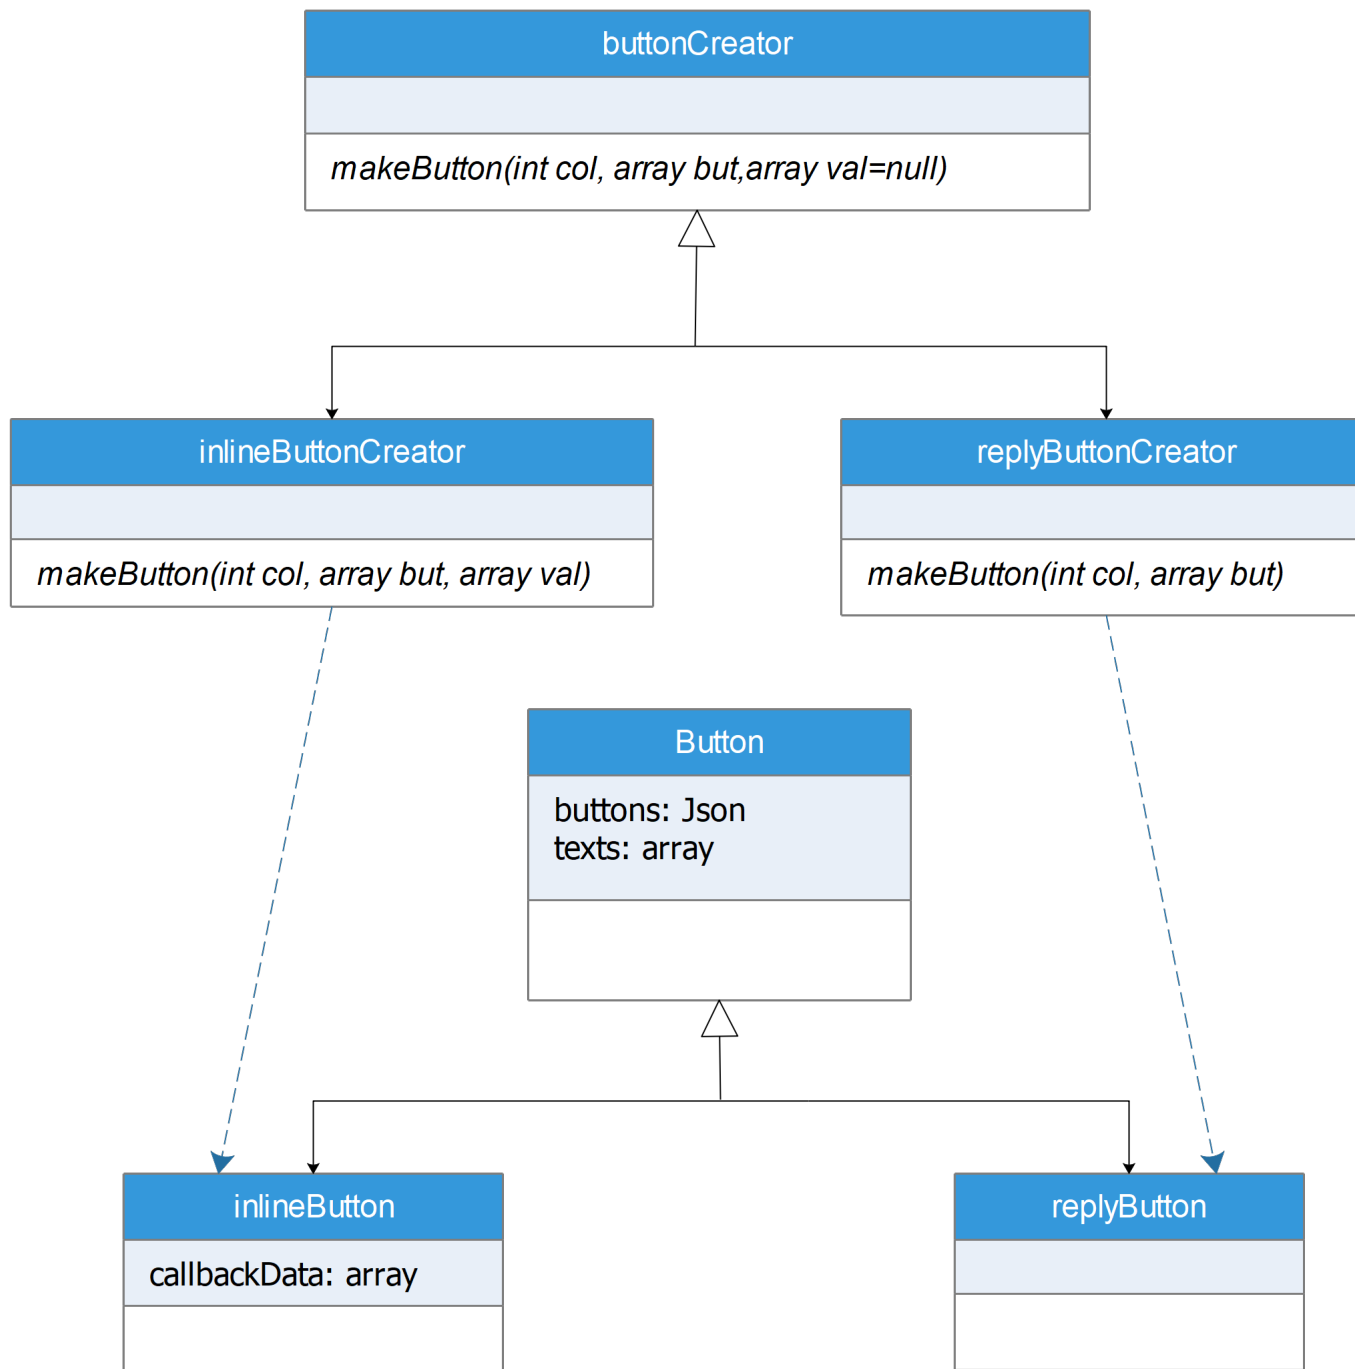 buttonCreator
makeButton(int col, array but,array val=null)
inlineButtonCreator
replyButtonCreator
makeButton(int col, array but, array val)
makeButton(int col, array but)
Button
buttons: Json
texts: array
inlineButton
replyButton
callbackData: array